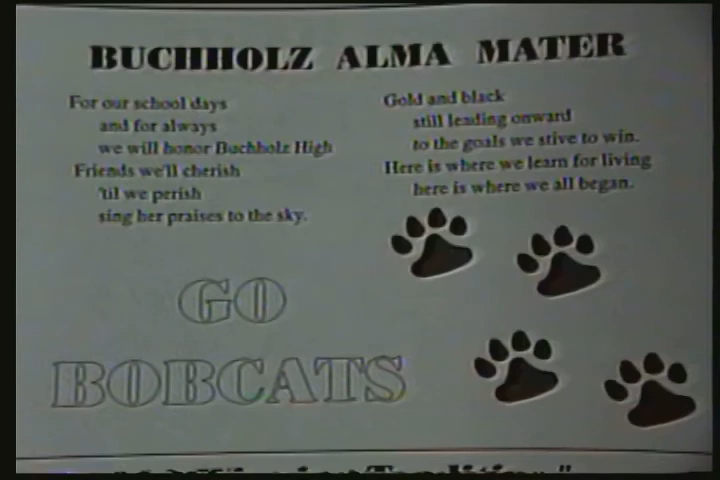 BUCHHOLZ ALMA MATER
For our school days
and for always
we will honor Buchholz High
Friends we'll cherish
'til we perish
sing her praises to the sky.
Gold and black
still leading onward
to the goals we stive to win.
Here is where we learn for living
here is where we all began.
GO
BOBCATS